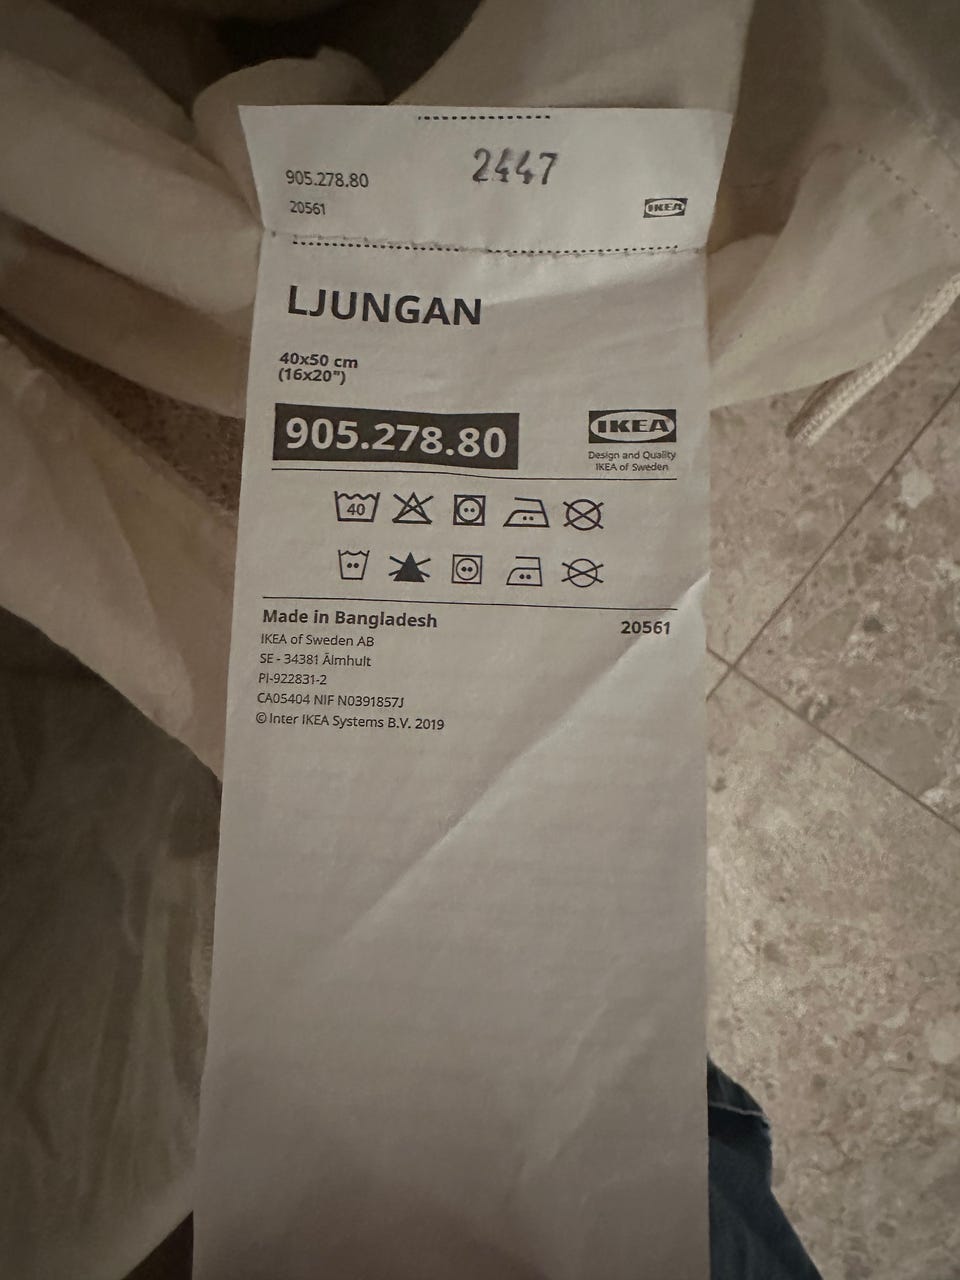 2447
905.278.80
20561
IKEA
LJUNGAN
40x50 cm
(16x20")
905.278.80
IKEA
Design and Quality
IKEA of Sweden
40
Made in Bangladesh
20561
IKEA of Sweden AB
SE - 34381 Älmhult
PI-922831-2
CA05404 NIF N0391857J
© Inter IKEA Systems B.V. 2019